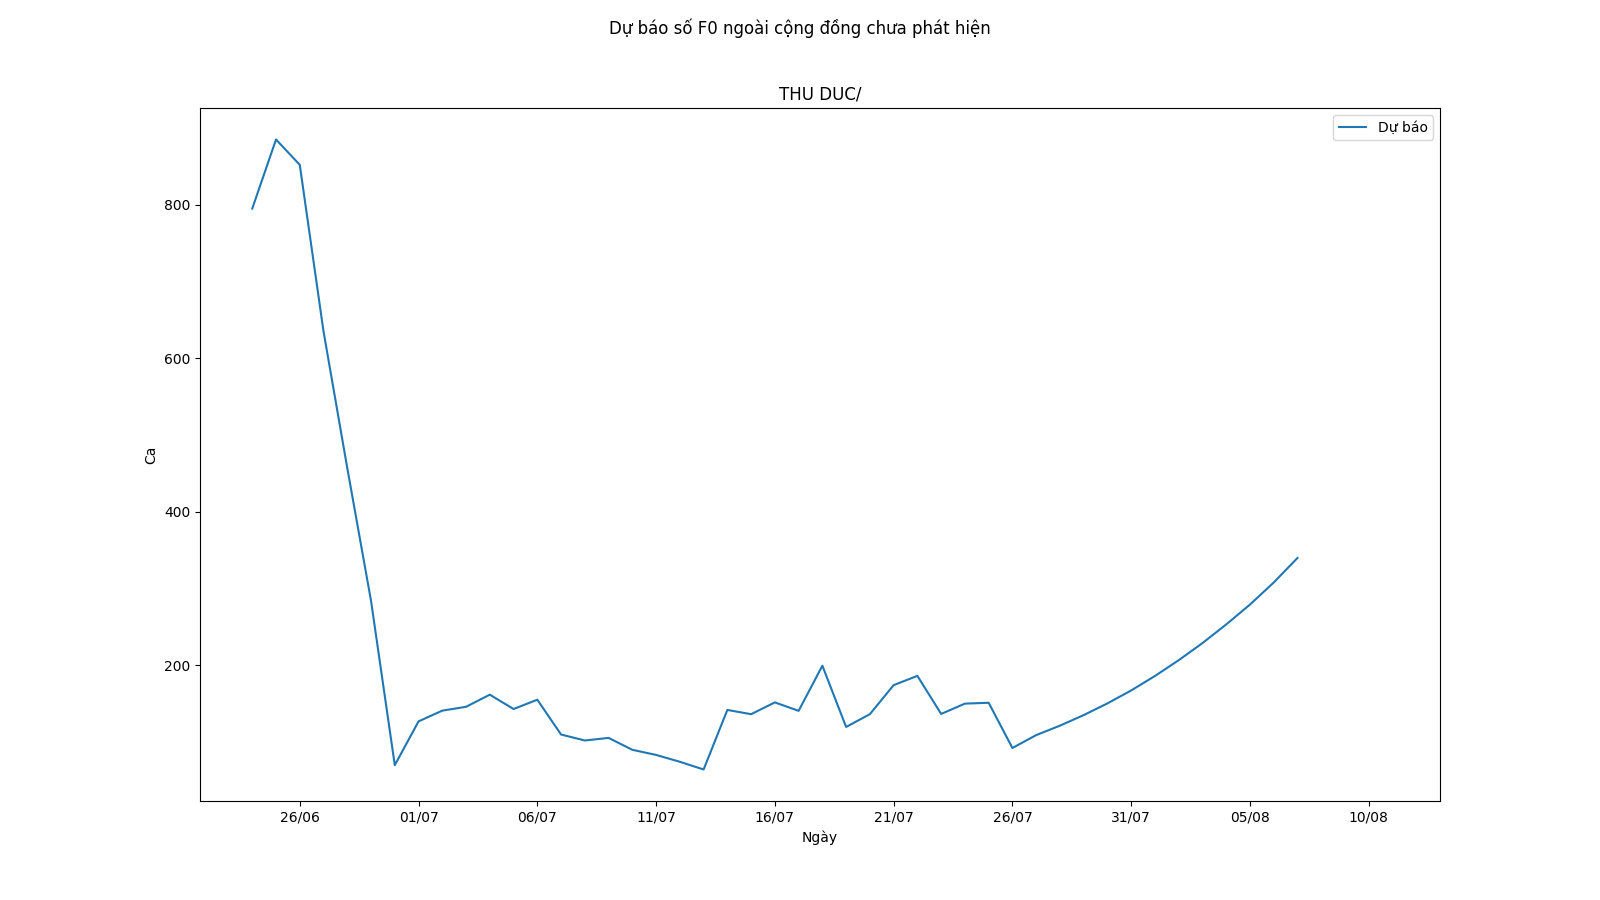 Dự báo số F0 ngoài cộng đồng chưa phát hiện
THU DUC/
Dự báo
800
600
400
200
Ca
26/06 01/07 06/07 11/07 16/07 21/07 26/07 31/07 05/08 10/08
Ngày